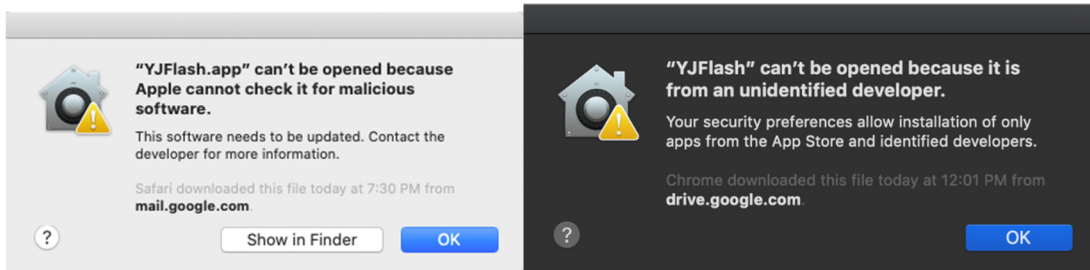 “YJFlash.app” can’t be opened because
Apple cannot check it for malicious
software.
This software needs to be updated. Contact the
developer for more information.
Safari downloaded this file today at 7:30 PM from
mail.google.com.
?
Show in Finder
OK
“YJFlash” can’t be opened because it is
from an unidentified developer.
Your security preferences allow installation of only
apps from the App Store and identified developers.
Chrome downloaded this file today at 12:01 PM from
drive.google.com.
?
OK